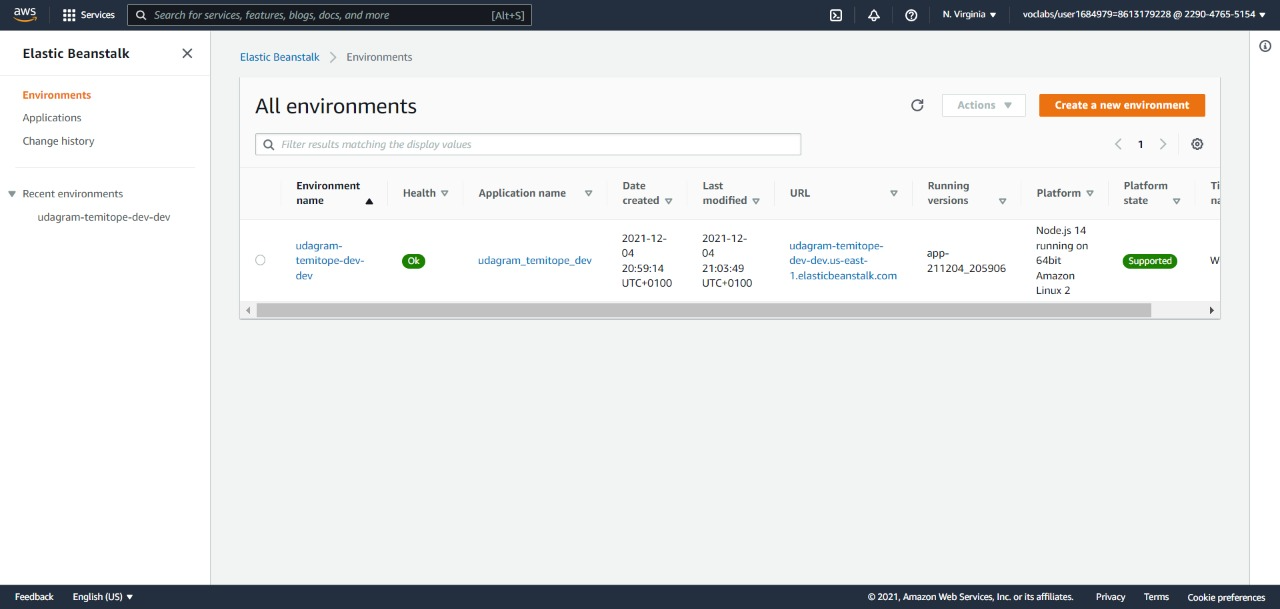 aws
Services
Search for services, features, blogs, docs, and more
[Alt+S]
N. Virginia
voclabs/user1684979=8613179228 @ 2290-4765-5154
Elastic Beanstalk
Environments
Applications
Change history
Recent environments
udagram-temitope-dev-dev
Elastic Beanstalk
Environments
All environments
Actions
Create a new environment
Filter results matching the display values
1
Environment
name
Health
Application name
Date
created
Last
modified
URL
Running
versions
Platform
Platform
state
Ti
na
udagram-
temitope-dev-
dev
Ok
udagram_temitope_dev
2021-12-
04
20:59:14
UTC+0100
2021-12-
04
21:03:49
UTC+0100
udagram-temitope-
dev-dev.us-east-
1.elasticbeanstalk.com
app-
211204_205906
Node.js 14
running on
64bit
Amazon
Linux 2
Supported
W
Feedback
English (US)
© 2021, Amazon Web Services, Inc. or its affiliates.
Privacy
Terms
Cookie preferences